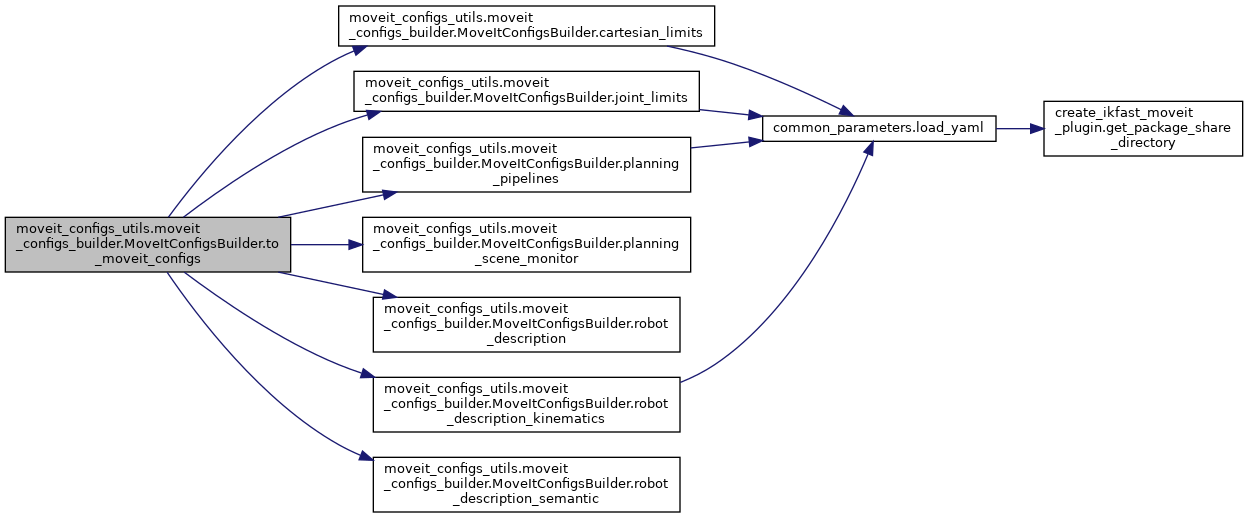 moveit_configs_utils.moveit
_configs_builder.MoveItConfigsBuilder.to
_moveit_configs
moveit_configs_utils.moveit
_configs_builder.MoveItConfigsBuilder.cartesian_limits
moveit_configs_utils.moveit
_configs_builder.MoveItConfigsBuilder.joint_limits
moveit_configs_utils.moveit
_configs_builder.MoveItConfigsBuilder.planning
_pipelines
moveit_configs_utils.moveit
_configs_builder.MoveItConfigsBuilder.planning
_scene_monitor
moveit_configs_utils.moveit
_configs_builder.MoveItConfigsBuilder.robot
_description
moveit_configs_utils.moveit
_configs_builder.MoveItConfigsBuilder.robot
_description_kinematics
moveit_configs_utils.moveit
_configs_builder.MoveItConfigsBuilder.robot
_description_semantic
common_parameters.load_yaml
create_ikfast_moveit
_plugin.get_package_share
_directory